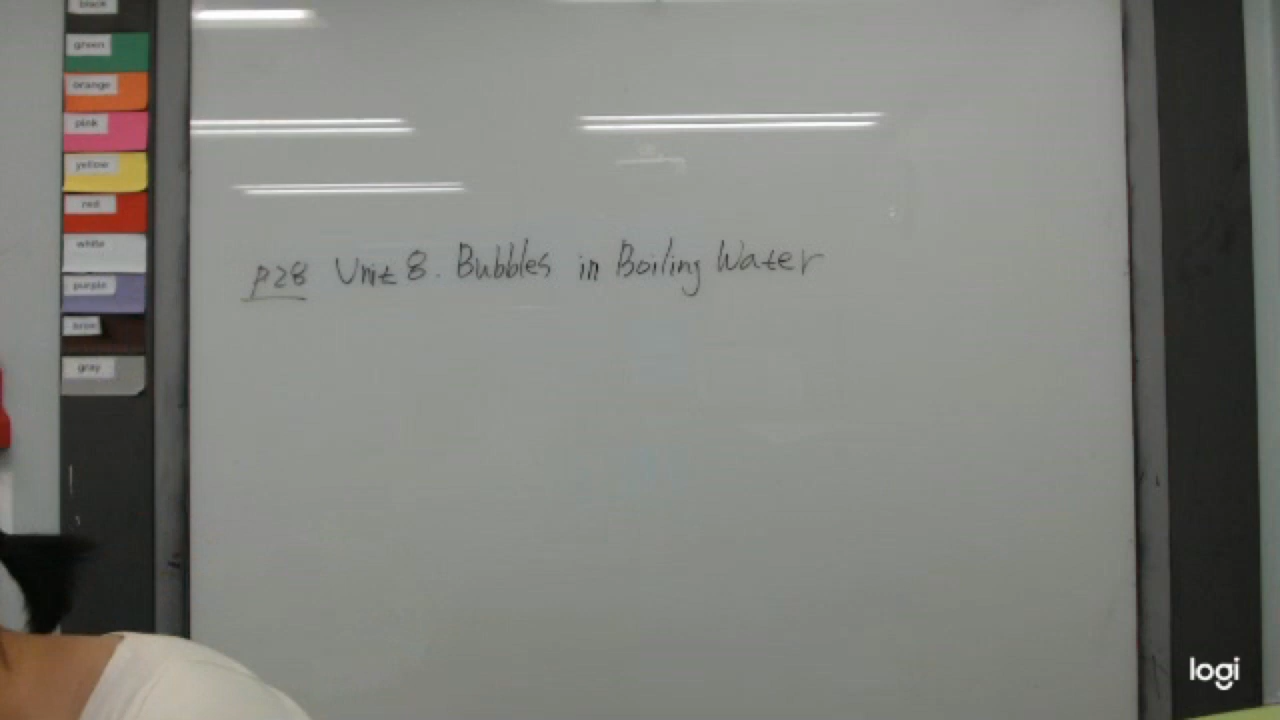 black
green
orange
pink
yellow
red
white
purple
gray
P28 Unit 8. Bubbles in Boiling Water
logi